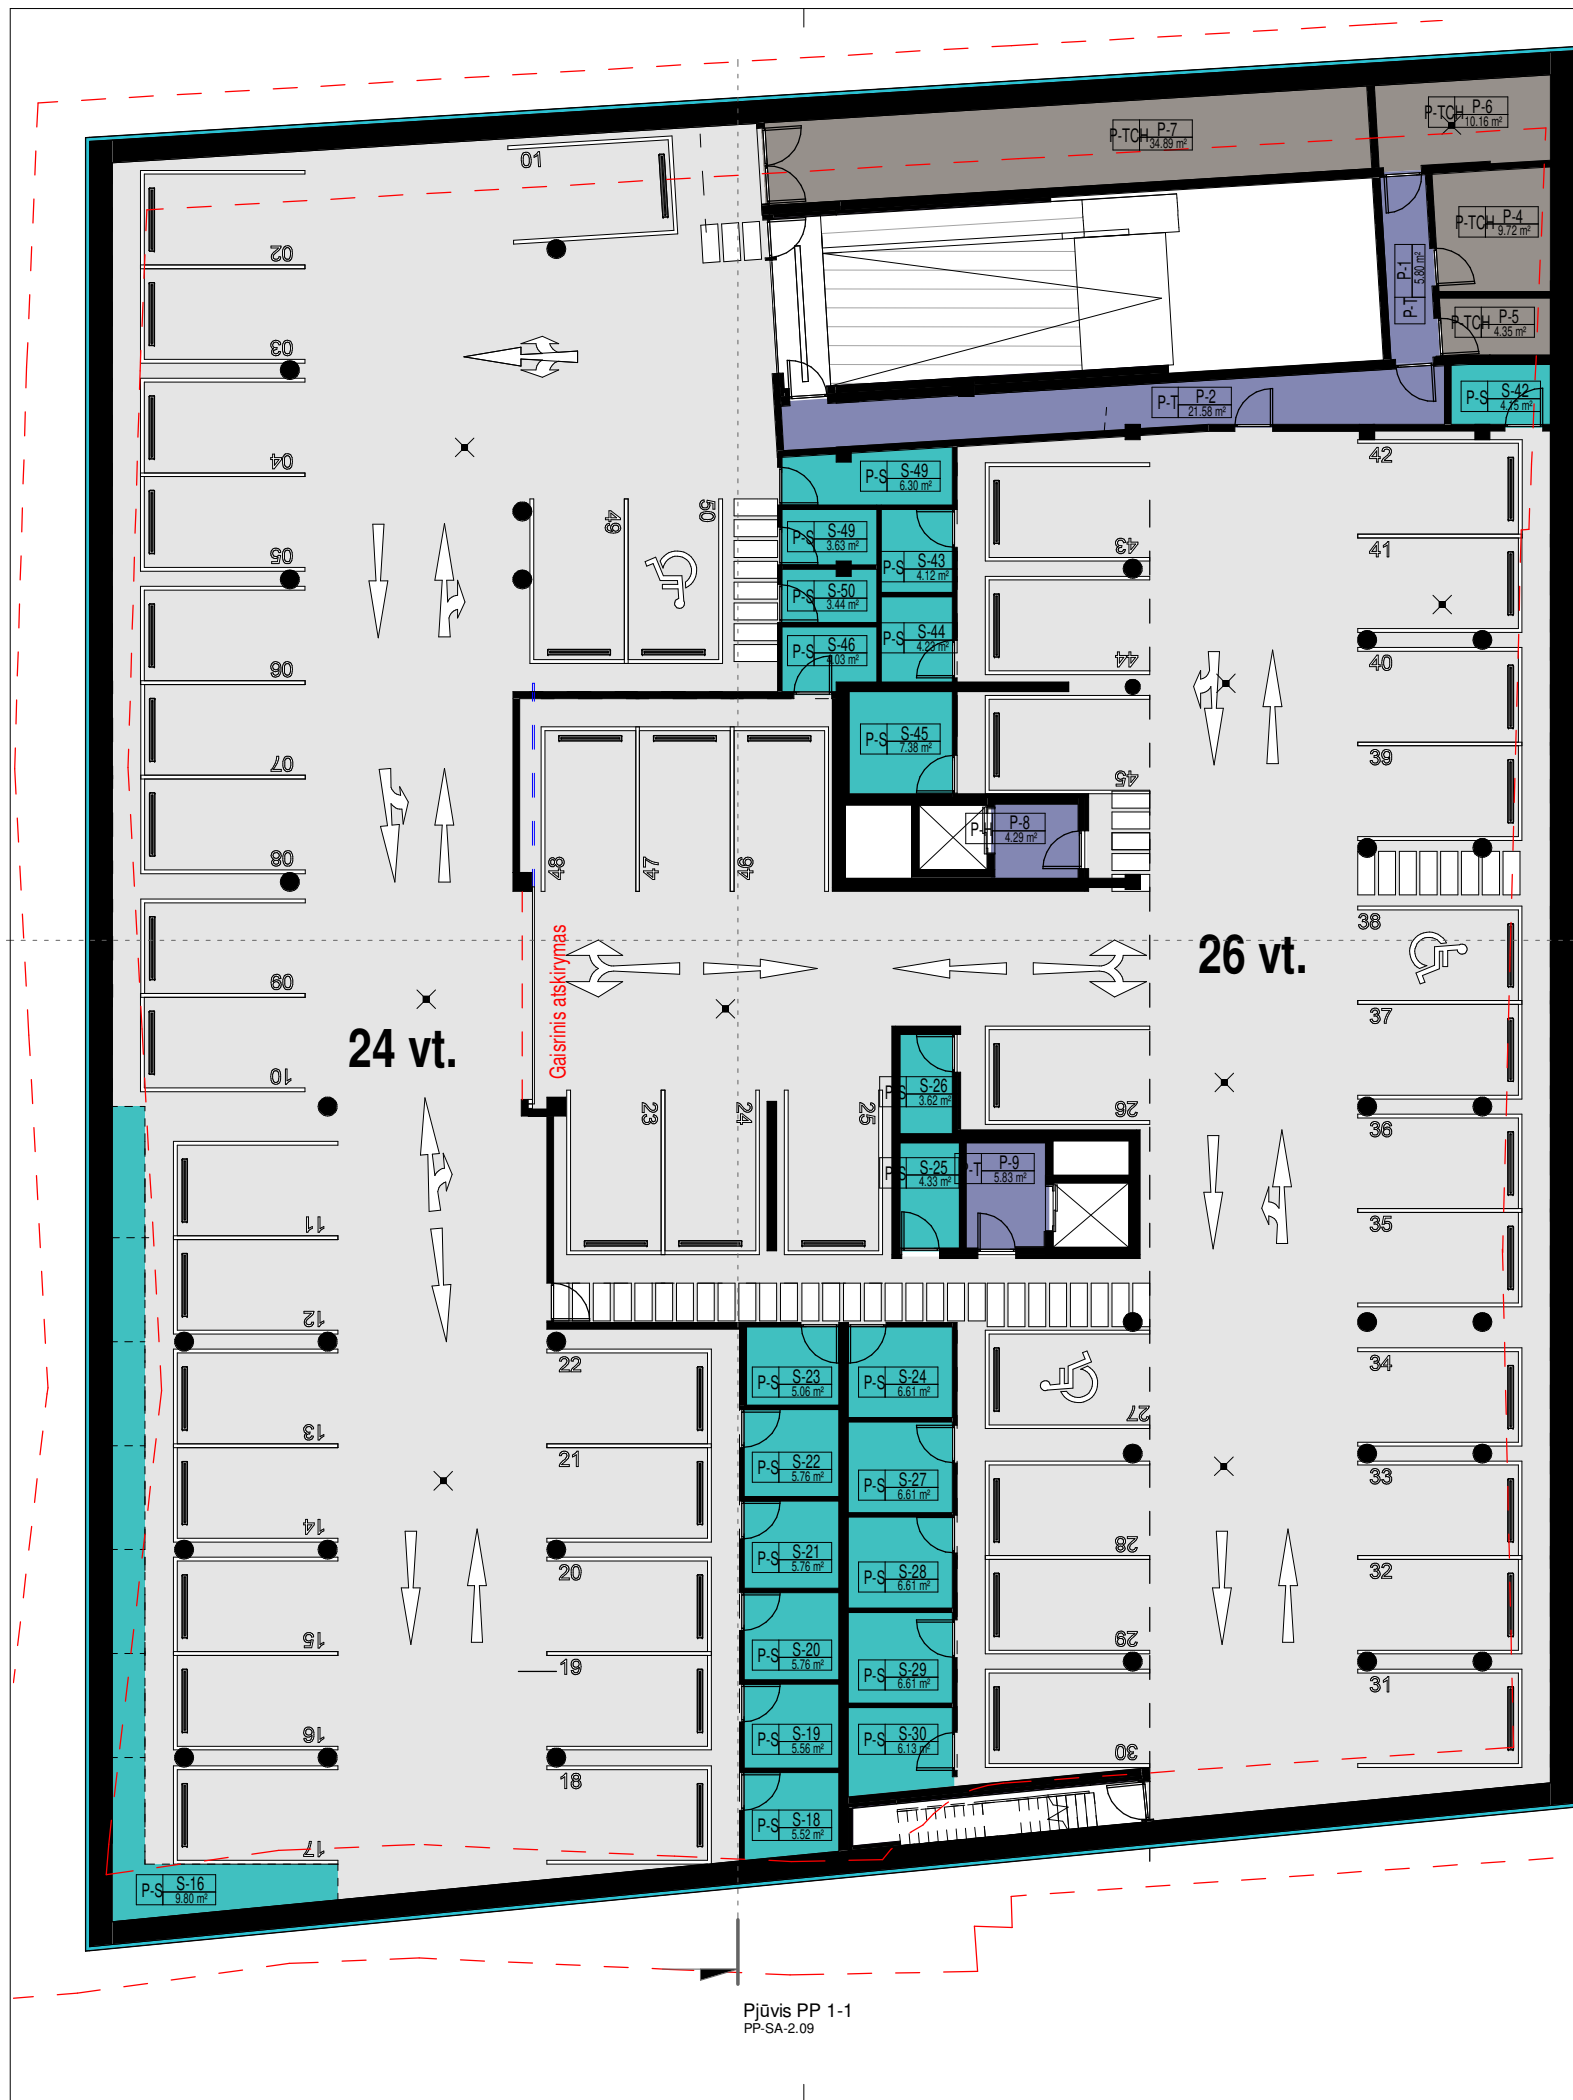 P-TCH P-6
10.16 m²
P-TCH P-7
34.89 m²
01
02
P-TCH P-4
9.72 m²
P-1
5.80 m²
P-T
P-TCH P-5
4.35 m²
03
P-T P-2
21.58 m²
P-S S-42
4.15 m²
04
42
P-S S-49
6.30 m²
49
50
05
P-S S-49
3.63 m²
43
41
P-S S-43
4.12 m²
P-S S-50
3.44 m²
P-S S-44
4.23 m²
P-S S-46
4.03 m²
44
40
06
P-S S-45
7.38 m²
07
45
39
P-H P-8
4.29 m²
08
48
47
46
38
Gaisrinis atskirymas
26 vt.
09
37
24 vt.
10
P-S S-26
3.62 m²
23
24
25
26
36
P-S S-25
4.33 m²
P-T P-9
5.83 m²
11
35
12
22
P-S S-23
5.06 m²
P-S S-24
6.61 m²
34
27
13
21
P-S S-22
5.76 m²
P-S S-27
6.61 m²
33
14
28
P-S S-21
5.76 m²
P-S S-28
6.61 m²
20
32
15
29
P-S S-20
5.76 m²
P-S S-29
6.61 m²
19
31
16
P-S S-19
5.56 m²
P-S S-30
6.13 m²
30
18
P-S S-18
5.52 m²
17
P-S S-16
9.80 m²
Pjūvis PP 1-1
PP-SA-2.09